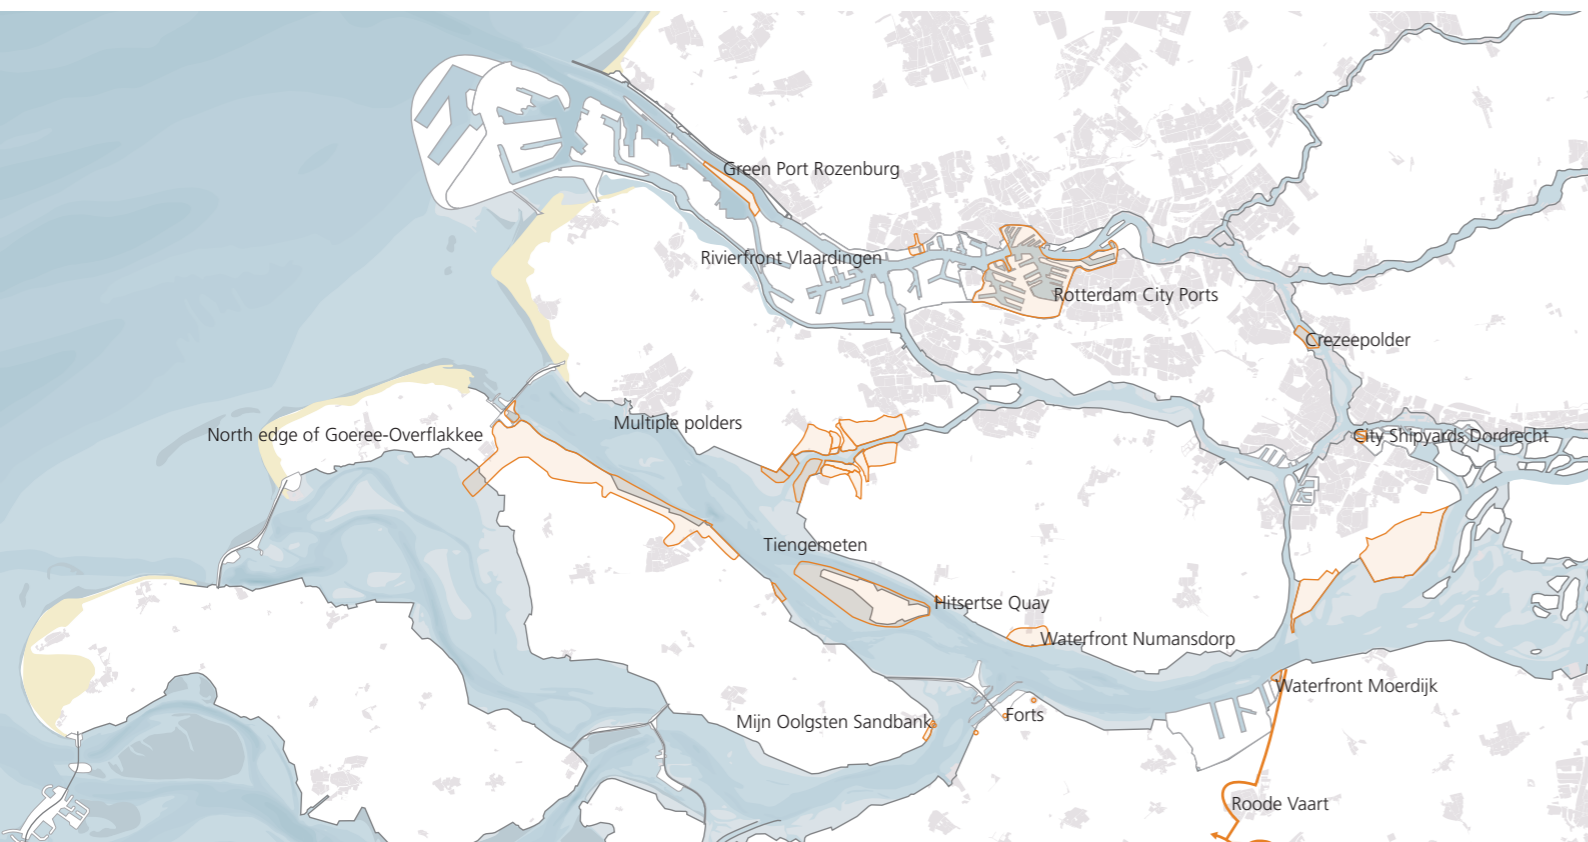 Green Port Rozenburg
Rivierfront Vlaardingen
Rotterdam City Ports
Crezeepolder
Multiple polders
North edge of Goeree-Overflakkee
City Shipyards Dordrecht
Tiengemeten
Hitsertse Quay
Waterfront Numansdorp
Waterfront Moerdijk
Mijn Oolgsten Sandbank
Forts
Roode Vaart